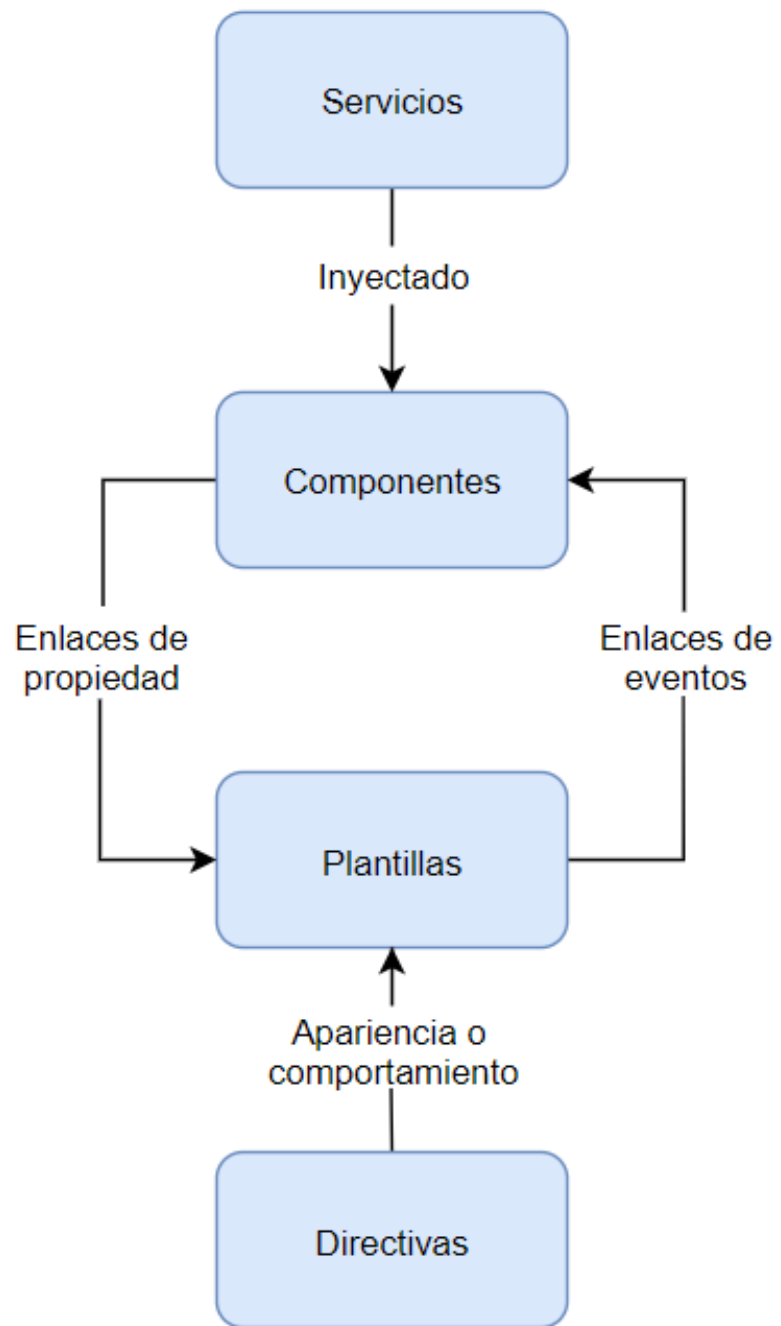 Servicios
Inyectado
Componentes
Enlaces de
propiedad
Enlaces de
eventos
Plantillas
Apariencia o
comportamiento
Directivas